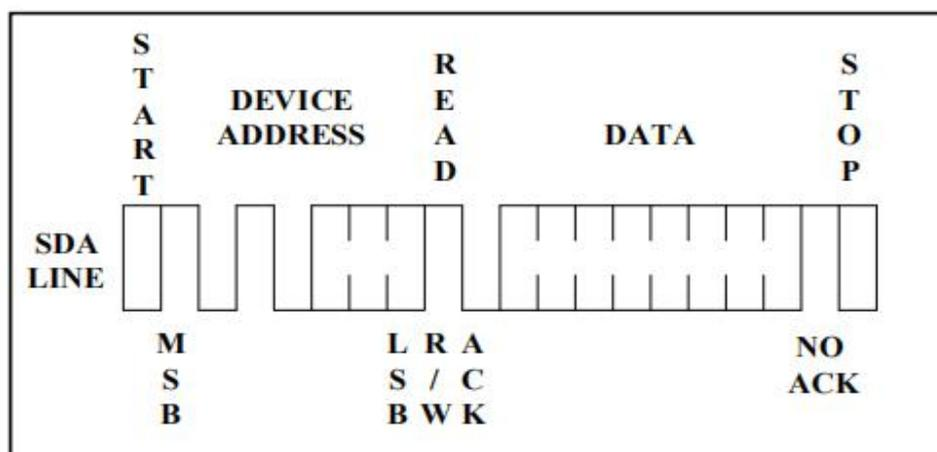 START
DEVICE
ADDRESS
READ
DATA
STOP
SDA
LINE
MSB
LSB
R/W
ACK
NO
ACK